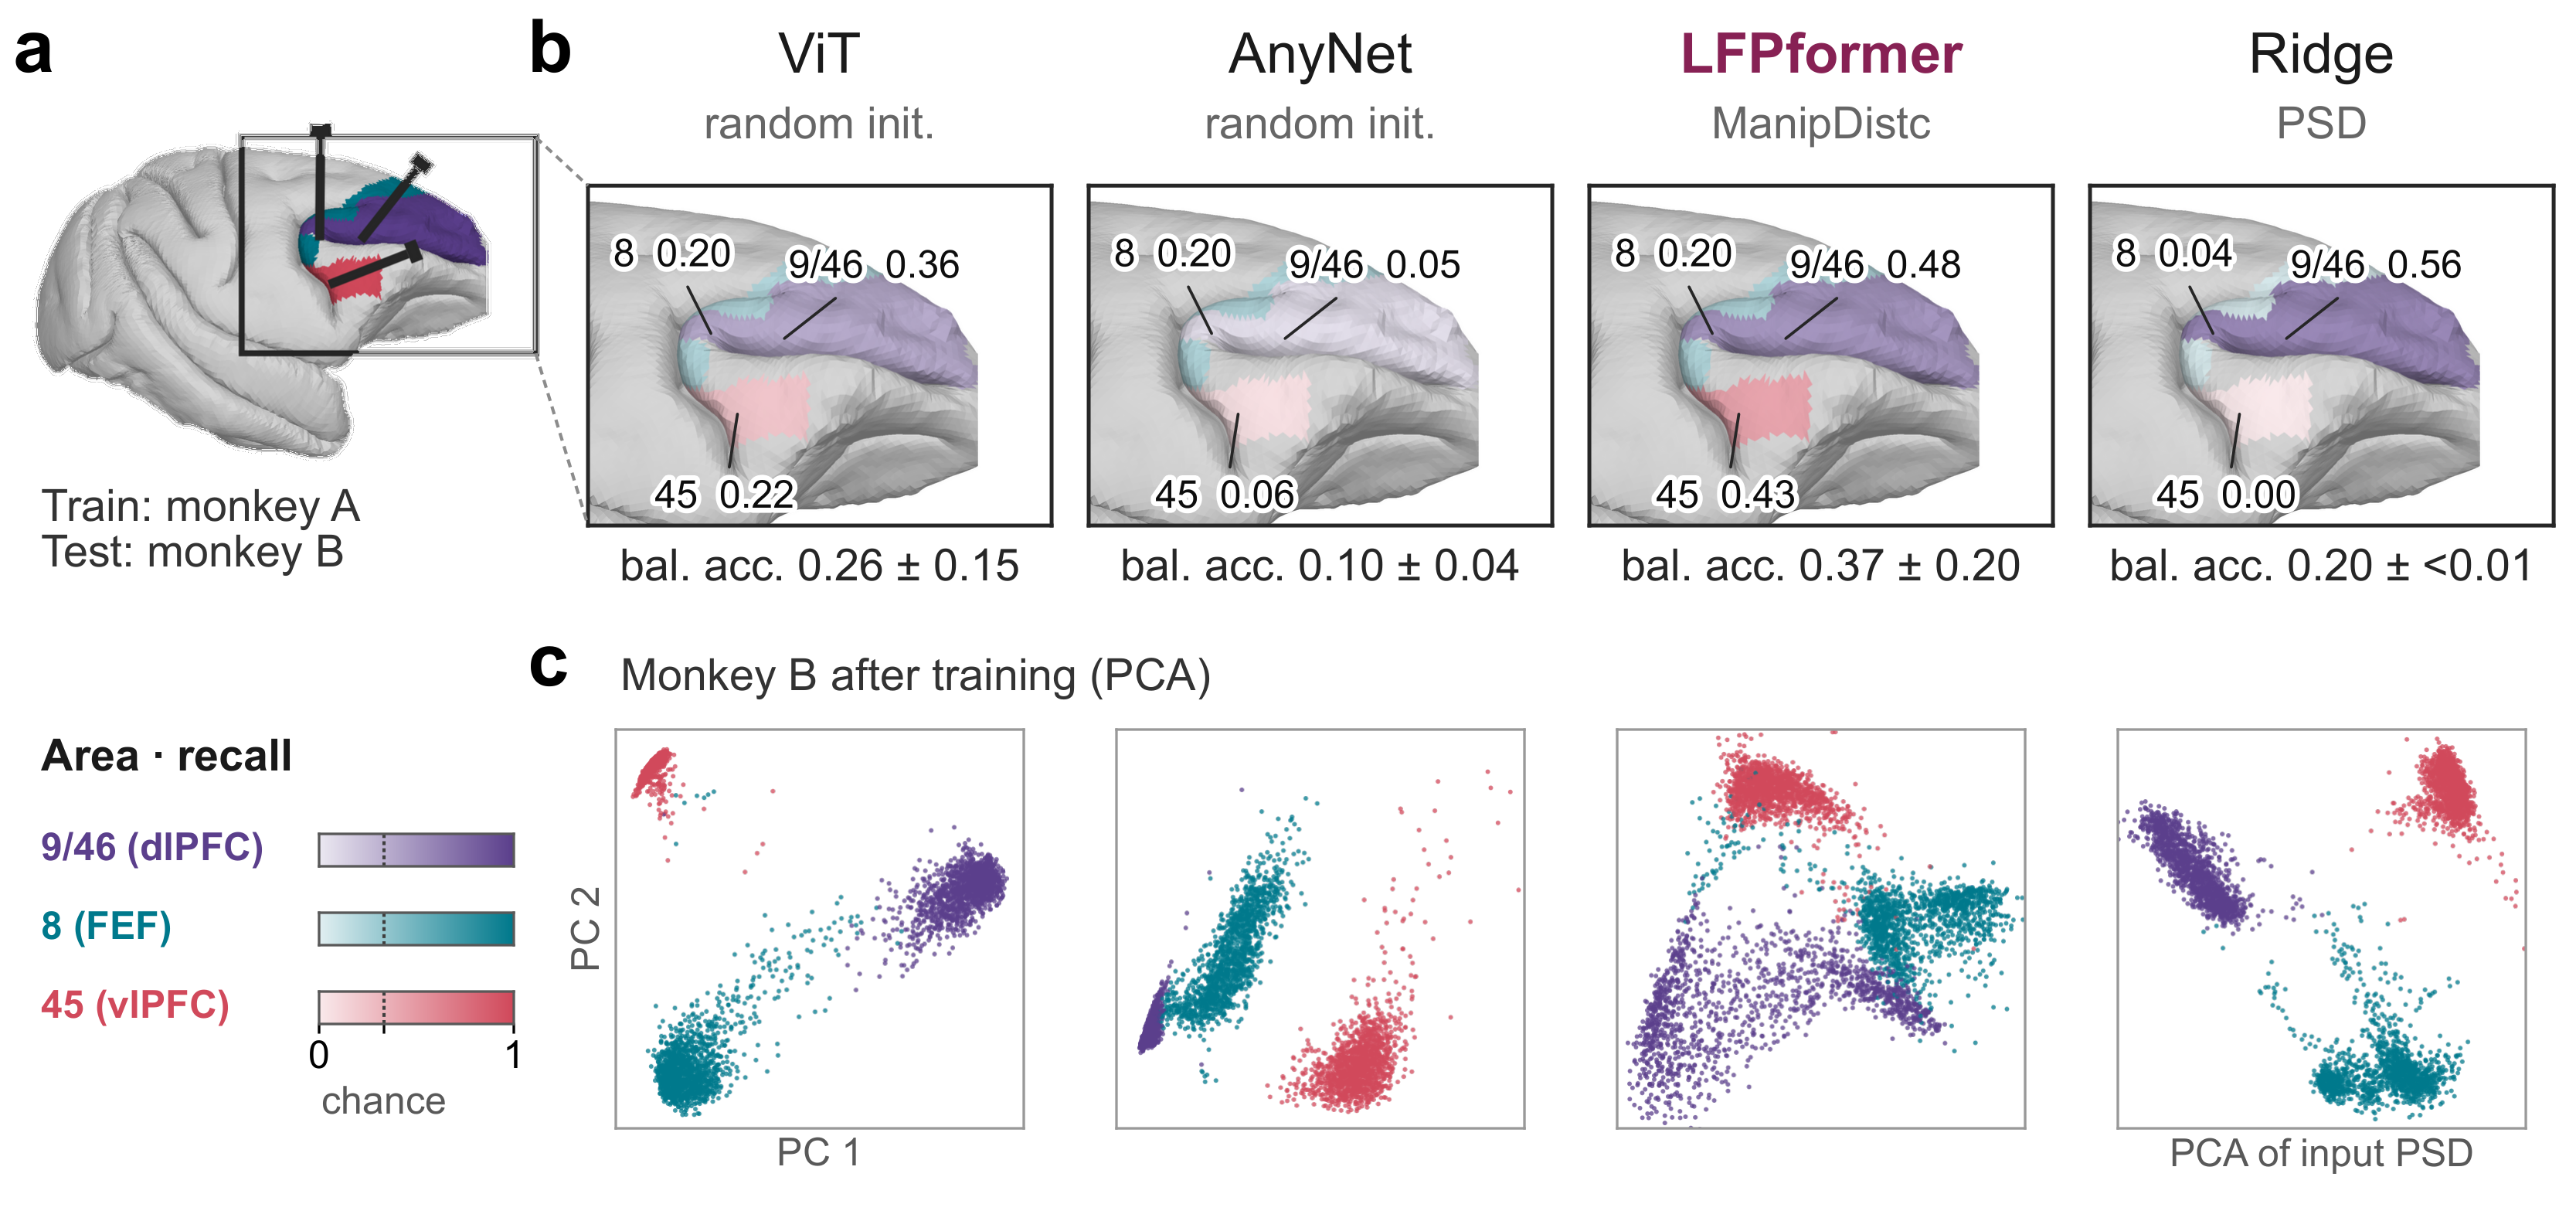 a
b
ViT
random init.
AnyNet
random init.
LFPformer
ManipDistc
Ridge
PSD
8 0.20
9/46 0.36
45 0.22
bal. acc. 0.26 ± 0.15
8 0.20
9/46 0.05
45 0.06
bal. acc. 0.10 ± 0.04
8 0.20
9/46 0.48
45 0.43
bal. acc. 0.37 ± 0.20
8 0.04
9/46 0.56
45 0.00
bal. acc. 0.20 ± <0.01
Train: monkey A
Test: monkey B
Area · recall
9/46 (dlPFC)
8 (FEF)
45 (vlPFC)
0 1
chance
c
Monkey B after training (PCA)
PC 2
PC 1
PCA of input PSD